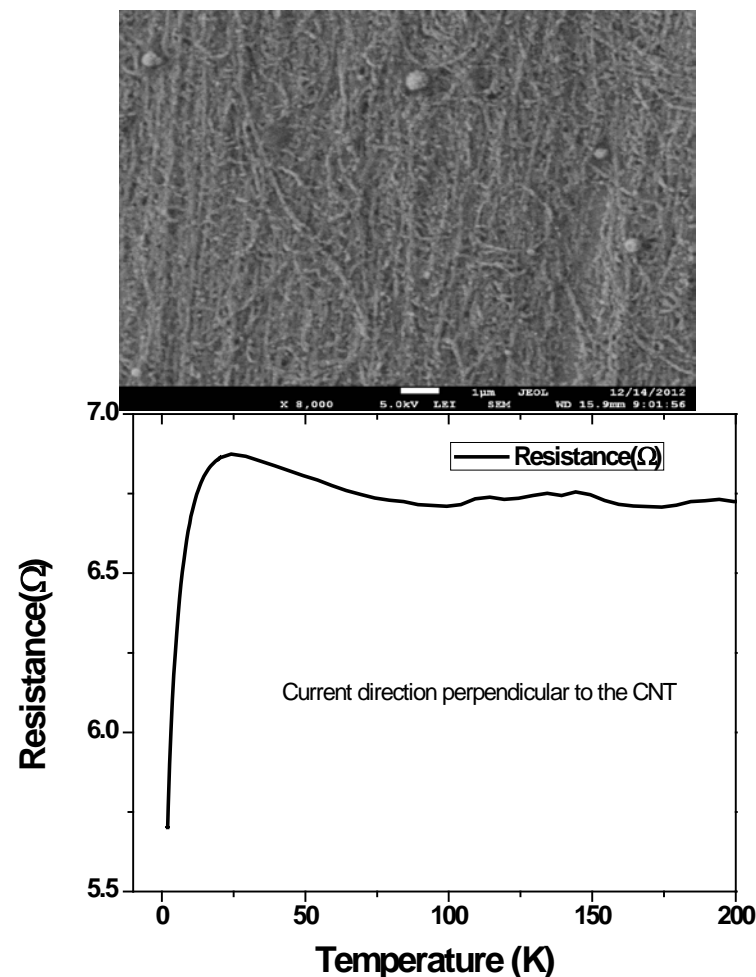 1µm JEOL 12/14/2012
X 8,000 5.0kV LEI SEM WD 15.9mm 9:01:56
7.0
Resistance(Ω)
6.5
Resistance(Ω)
Current direction perpendicular to the CNT
6.0
5.5
0 50 100 150 200
Temperature (K)